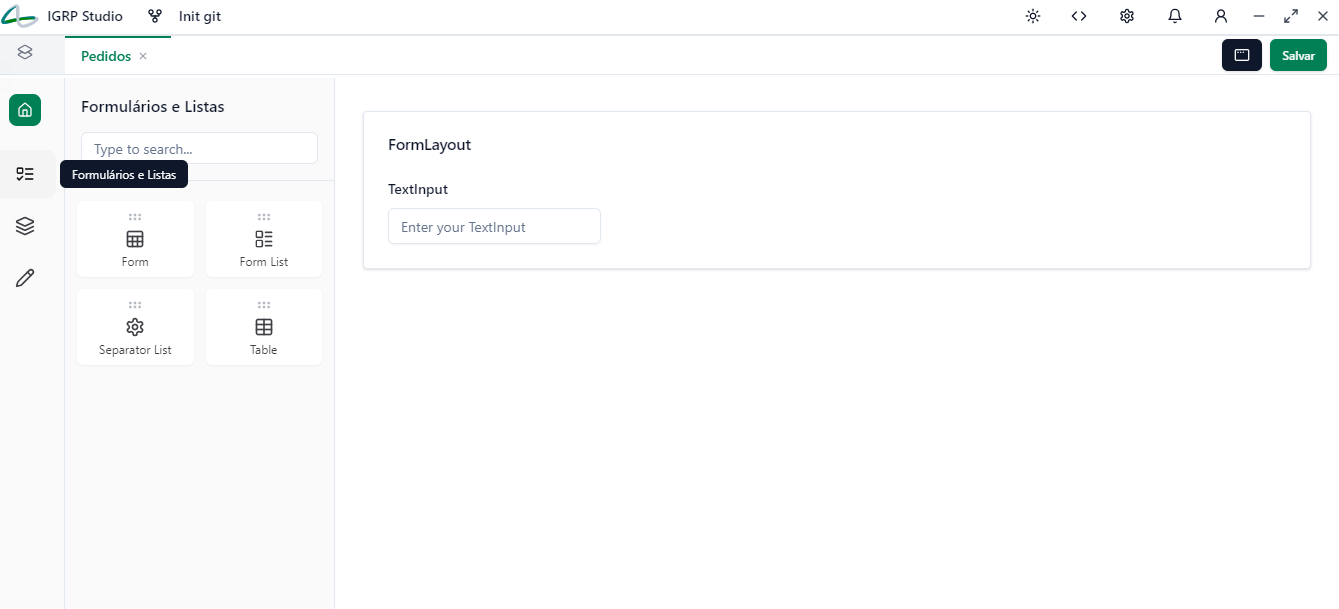 IGRP Studio
Init git
Pedidos
Salvar
Formulários e Listas
Type to search...
Formulários e Listas
Form
Form List
Separator List
Table
FormLayout
TextInput
Enter your TextInput